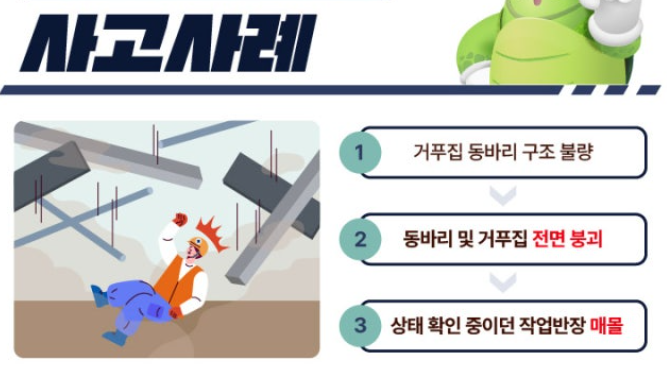 사고사례
1 거푸집 동바리 구조 불량
2 동바리 및 거푸집 전면 붕괴
3 상태 확인 중이던 작업반장 매몰